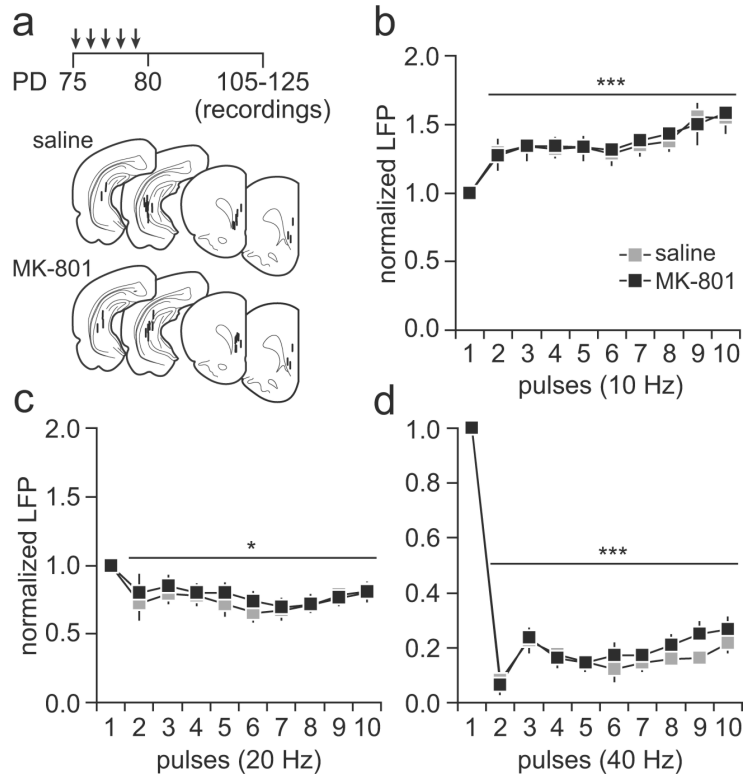 a
PD 75 80 105-125
(recordings)
saline
MK-801
b
normalized LFP
2.0
1.5
1.0
0.5
0.0
***
saline
MK-801
1 2 3 4 5 6 7 8 9 10
pulses (10 Hz)
c
normalized LFP
2.0
1.5
1.0
0.5
0.0
*
1 2 3 4 5 6 7 8 9 10
pulses (20 Hz)
d
1.0
0.8
0.6
0.4
0.2
0.0
***
1 2 3 4 5 6 7 8 9 10
pulses (40 Hz)